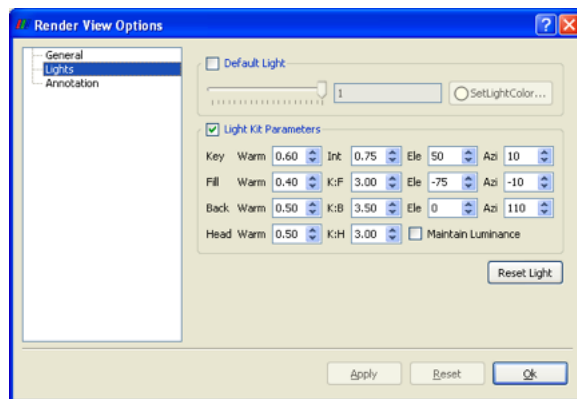 Render View Options
General
Lights
Annotation
Default Light
1 SetLightColor...
Light Kit Parameters
Key Warm 0.60 Int 0.75 Ele 50 Azi 10
Fill Warm 0.40 K:F 3.00 Ele -75 Azi -10
Back Warm 0.50 K:B 3.50 Ele 0 Azi 110
Head Warm 0.50 K:H 3.00 Maintain Luminance
Reset Light
Apply Reset Ok